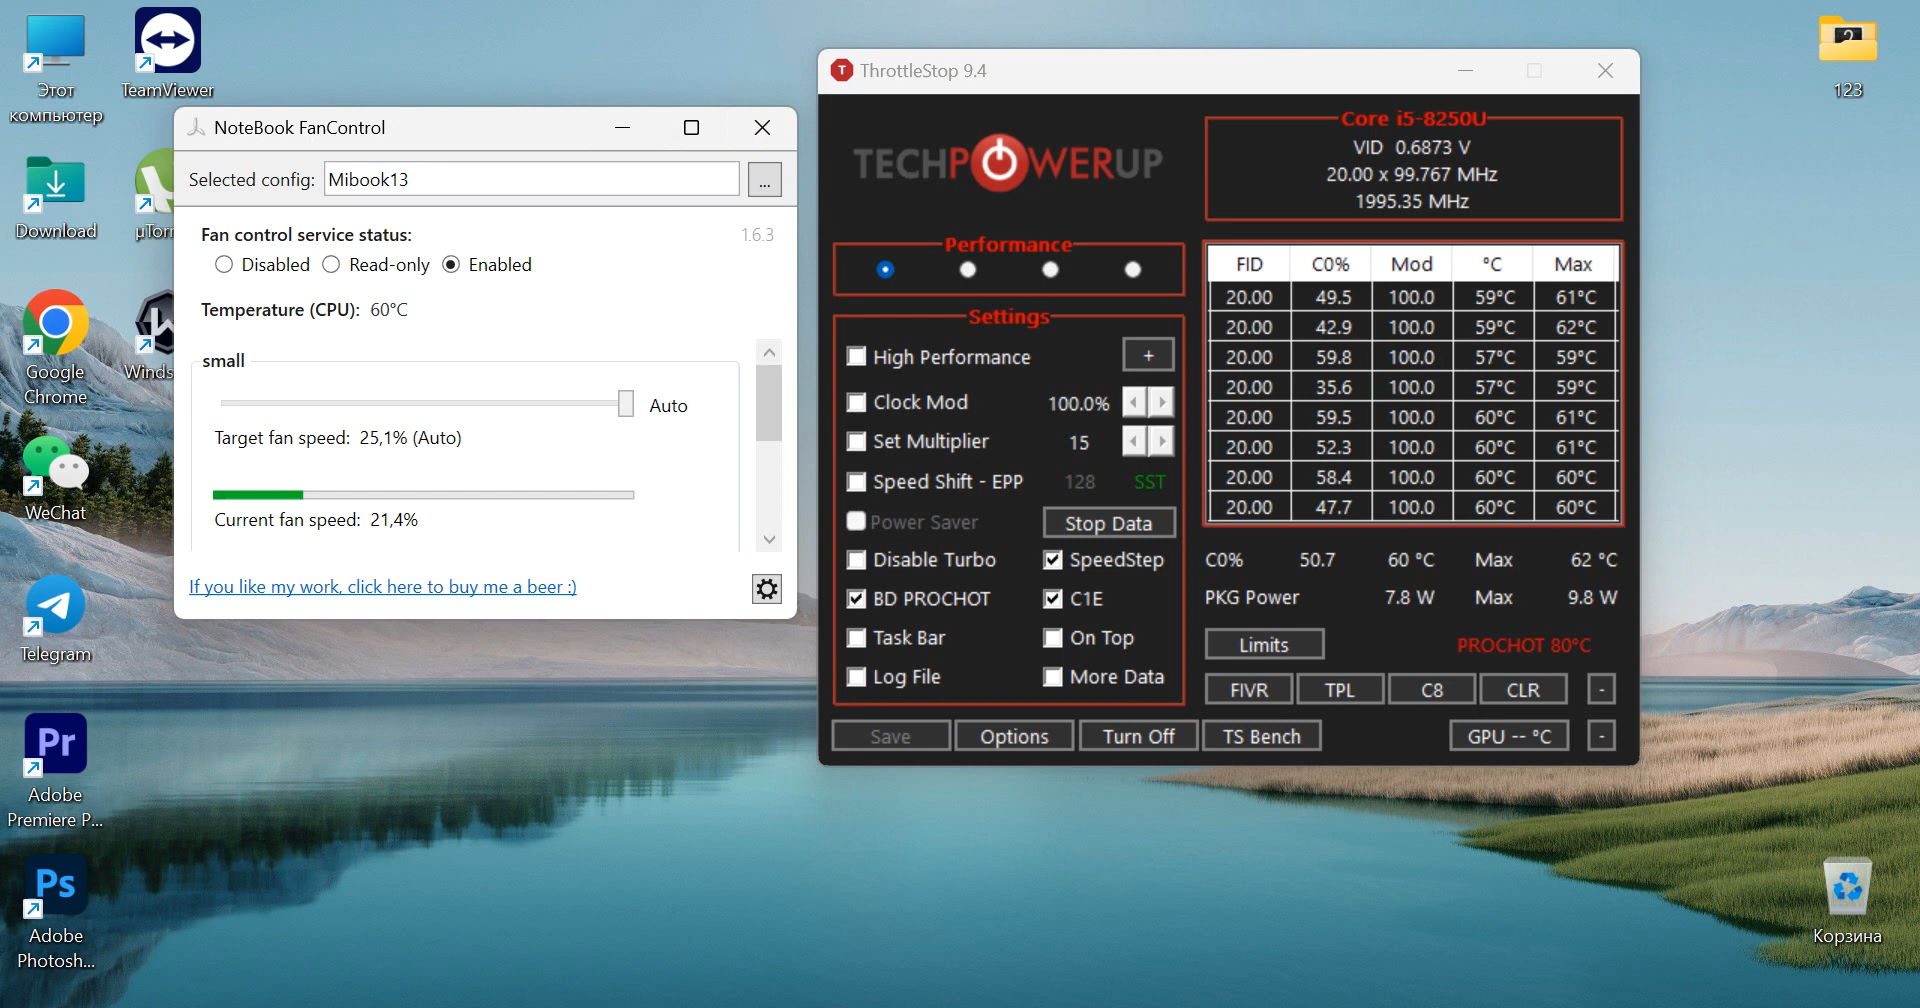 Этот
компьютер
TeamViewer
Download
µTorr
Google
Chrome
Winds
WeChat
Telegram
Pr
Adobe
Premiere P...
Ps
Adobe
Photosh...
123
Корзина
NoteBook FanControl
Selected config: Mibook13 ...
Fan control service status: 1.6.3
Disabled Read-only Enabled
Temperature (CPU): 60°C
small
Auto
Target fan speed: 25,1% (Auto)
Current fan speed: 21,4%
If you like my work, click here to buy me a beer :)
T ThrottleStop 9.4
TECHPOWERUP
Core i5-8250U
VID 0.6873 V
20.00 x 99.767 MHz
1995.35 MHz
Performance
Settings
High Performance +
Clock Mod 100.0%
Set Multiplier 15
Speed Shift - EPP 128 SST
Power Saver Stop Data
Disable Turbo SpeedStep
BD PROCHOT C1E
Task Bar On Top
Log File More Data
FID C0% Mod °C Max
20.00 49.5 100.0 59°C 61°C
20.00 42.9 100.0 59°C 62°C
20.00 59.8 100.0 57°C 59°C
20.00 35.6 100.0 57°C 59°C
20.00 59.5 100.0 60°C 61°C
20.00 52.3 100.0 60°C 61°C
20.00 58.4 100.0 60°C 60°C
20.00 47.7 100.0 60°C 60°C
C0% 50.7 60 °C Max 62 °C
PKG Power 7.8 W Max 9.8 W
Limits PROCHOT 80°C
FIVR TPL C8 CLR -
Save Options Turn Off TS Bench GPU -- °C -